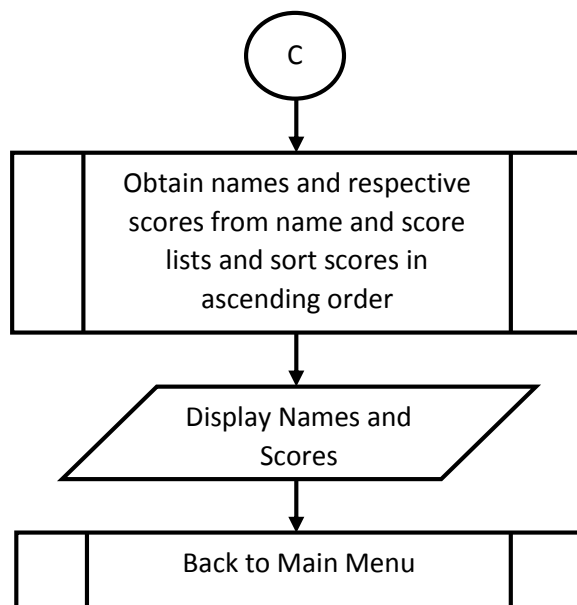 C
Obtain names and respective
scores from name and score
lists and sort scores in
ascending order
Display Names and
Scores
Back to Main Menu